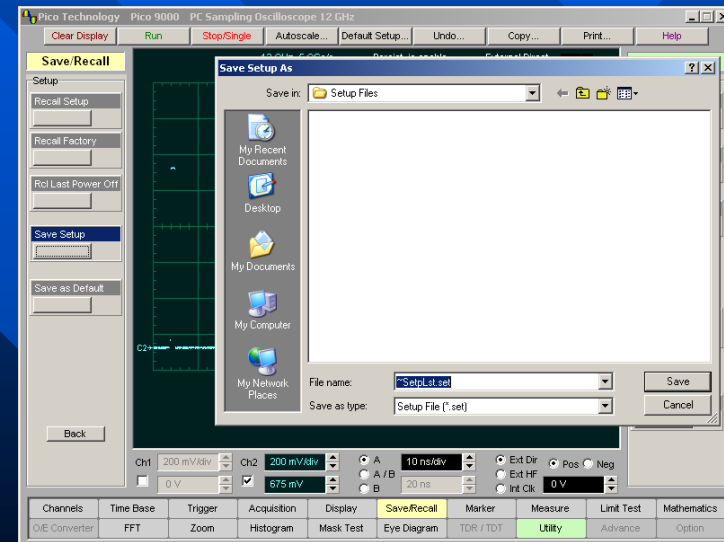 Pico Technology Pico 9000 PC Sampling Oscilloscope 12 GHz
Clear Display Run Stop/Single Autoscale... Default Setup... Undo... Copy... Print... Help
Save/Recall
Setup
Recall Setup
Recall Factory
Rcl Last Power Off
Save Setup
Save as Default
Back
Save Setup As
Save in: Setup Files
My Recent Documents
Desktop
My Documents
My Computer
My Network Places
File name: ~SetpLst.set Save
Save as type: Setup File (*.set) Cancel
C2
Ch1 200 mV/div Ch2 200 mV/div A 10 ns/div Ext Dir Pos Neg
A / B Ext HF
0 V 675 mV B 20 ns Int Clk 0 V
Channels Time Base Trigger Acquisition Display Save/Recall Marker Measure Limit Test Mathematics
O/E Converter FFT Zoom Histogram Mask Test Eye Diagram TDR / TDT Utility Advance Option